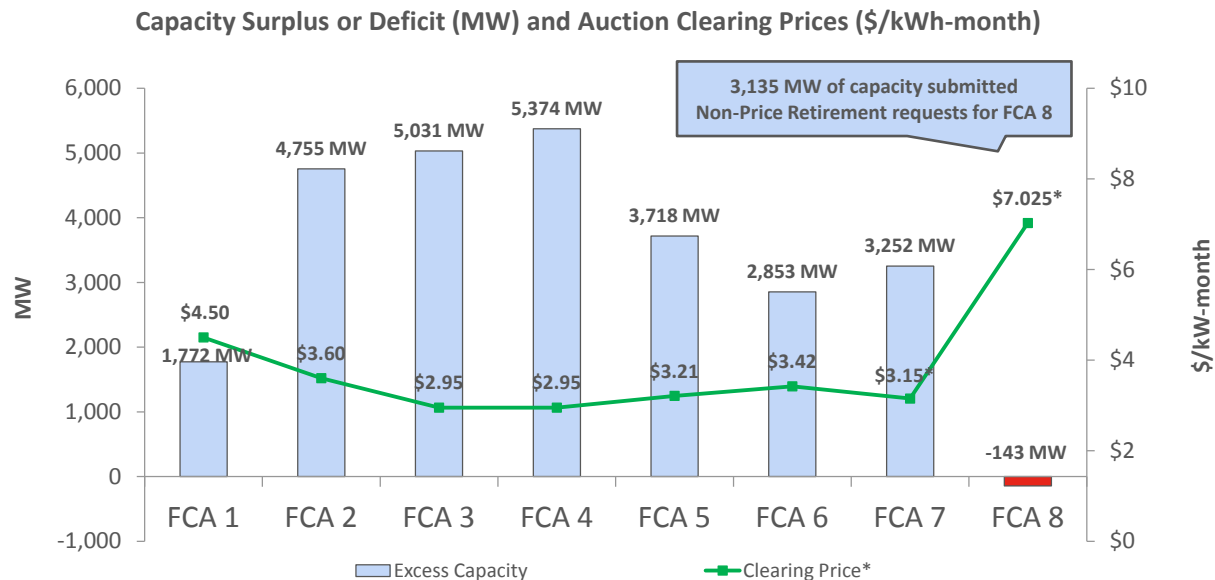 Capacity Surplus or Deficit (MW) and Auction Clearing Prices ($/kWh-month)
3,135 MW of capacity submitted
Non-Price Retirement requests for FCA 8
6,000
5,000
4,000
3,000
2,000
1,000
0
-1,000
MW
$10
$8
$6
$4
$2
$0
$/kW-month
1,772 MW
4,755 MW
5,031 MW
5,374 MW
3,718 MW
2,853 MW
3,252 MW
-143 MW
$4.50
$3.60
$2.95
$2.95
$3.21
$3.42
$3.15*
$7.025*
FCA 1
FCA 2
FCA 3
FCA 4
FCA 5
FCA 6
FCA 7
FCA 8
Excess Capacity
Clearing Price*